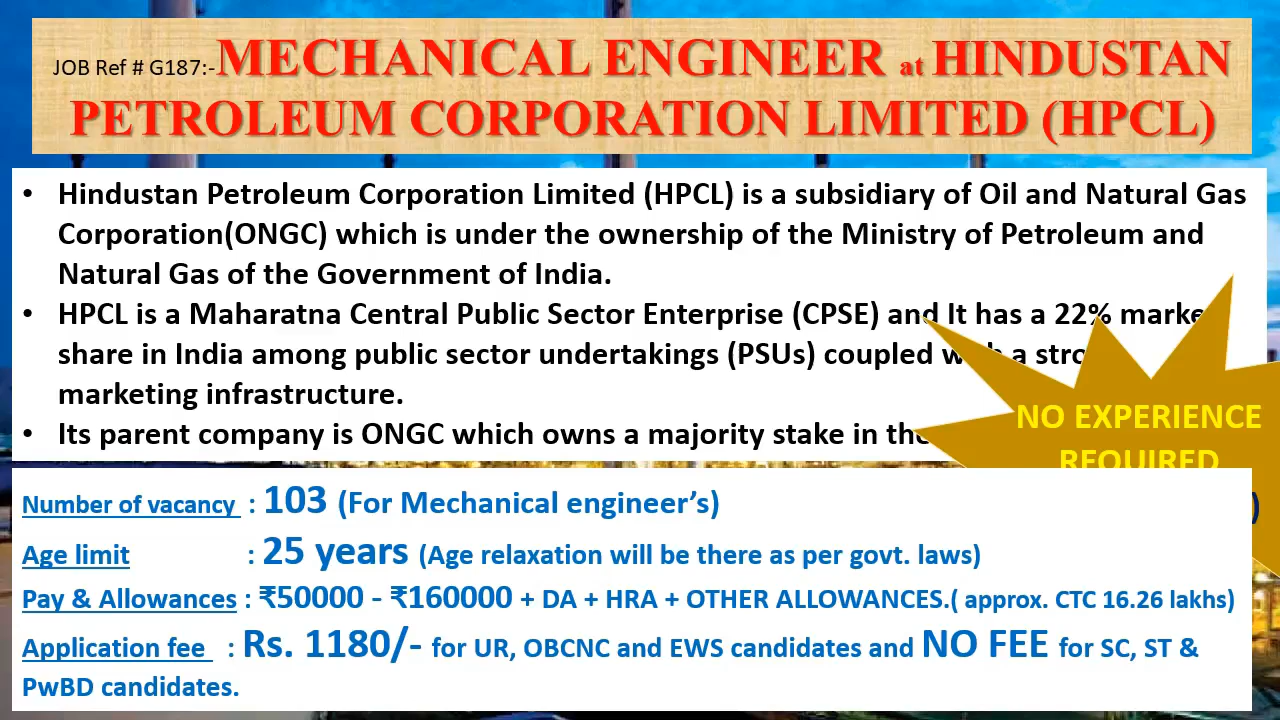 JOB Ref # G187:-MECHANICAL ENGINEER at HINDUSTAN
PETROLEUM CORPORATION LIMITED (HPCL)
• Hindustan Petroleum Corporation Limited (HPCL) is a subsidiary of Oil and Natural Gas
Corporation(ONGC) which is under the ownership of the Ministry of Petroleum and
Natural Gas of the Government of India.
• HPCL is a Maharatna Central Public Sector Enterprise (CPSE) and It has a 22%
share in India among public sector undertakings (PSUs) coupled a
marketing infrastructure.
• Its parent company is ONGC which owns a majority stake in
NO EXPERIENCE
REQUIRED
Number of vacancy : 103 (For Mechanical engineer’s)
)
Age limit : 25 years (Age relaxation will be there as per govt. laws)
Pay & Allowances : ₹50000 - ₹160000 + DA + HRA + OTHER ALLOWANCES.( approx. CTC 16.26 lakhs)
Application fee : Rs. 1180/- for UR, OBCNC and EWS candidates and NO FEE for SC, ST &
PwBD candidates.